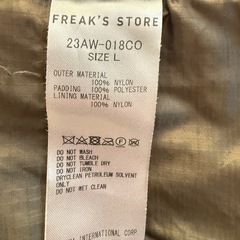 FREAK'S STORE
23AW-018CO
SIZE L
OUTER MATERIAL
100% NYLON
PADDING 100% POLYESTER
LINING MATERIAL
100% NYLON
DO NOT WASH
DO NOT BLEACH
DO NOT TUMBLE DRY
DO NOT IRON
DRYCLEAN PETROLEUM SOLVENT
ONLY
DO NOT WET CLEAN
INTERNATIONAL CORP.